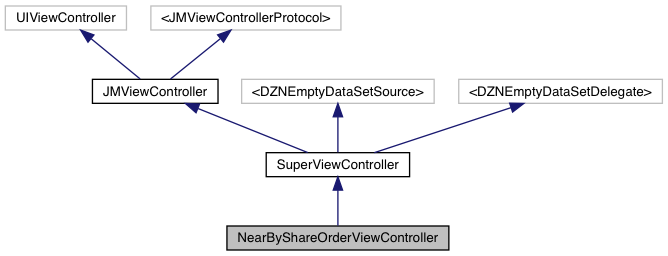 UIViewController
<JMViewControllerProtocol>
JMViewController
<DZNEmptyDataSetSource>
<DZNEmptyDataSetDelegate>
SuperViewController
NearByShareOrderViewController